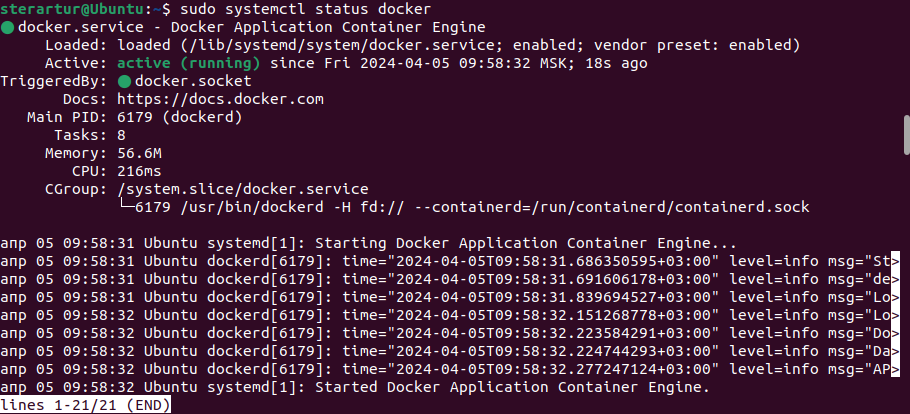 sterartur@Ubuntu:~$ sudo systemctl status docker
● docker.service - Docker Application Container Engine
     Loaded: loaded (/lib/systemd/system/docker.service; enabled; vendor preset: enabled)
     Active: active (running) since Fri 2024-04-05 09:58:32 MSK; 18s ago
TriggeredBy: ● docker.socket
       Docs: https://docs.docker.com
   Main PID: 6179 (dockerd)
      Tasks: 8
     Memory: 56.6M
        CPU: 216ms
     CGroup: /system.slice/docker.service
             └─6179 /usr/bin/dockerd -H fd:// --containerd=/run/containerd/containerd.sock

апр 05 09:58:31 Ubuntu systemd[1]: Starting Docker Application Container Engine...
апр 05 09:58:31 Ubuntu dockerd[6179]: time="2024-04-05T09:58:31.686350595+03:00" level=info msg="St>
апр 05 09:58:31 Ubuntu dockerd[6179]: time="2024-04-05T09:58:31.691606178+03:00" level=info msg="de>
апр 05 09:58:31 Ubuntu dockerd[6179]: time="2024-04-05T09:58:31.839694527+03:00" level=info msg="Lo>
апр 05 09:58:32 Ubuntu dockerd[6179]: time="2024-04-05T09:58:32.151268778+03:00" level=info msg="Lo>
апр 05 09:58:32 Ubuntu dockerd[6179]: time="2024-04-05T09:58:32.223584291+03:00" level=info msg="Do>
апр 05 09:58:32 Ubuntu dockerd[6179]: time="2024-04-05T09:58:32.224744293+03:00" level=info msg="Da>
апр 05 09:58:32 Ubuntu dockerd[6179]: time="2024-04-05T09:58:32.277247124+03:00" level=info msg="AP>
апр 05 09:58:32 Ubuntu systemd[1]: Started Docker Application Container Engine.
lines 1-21/21 (END)